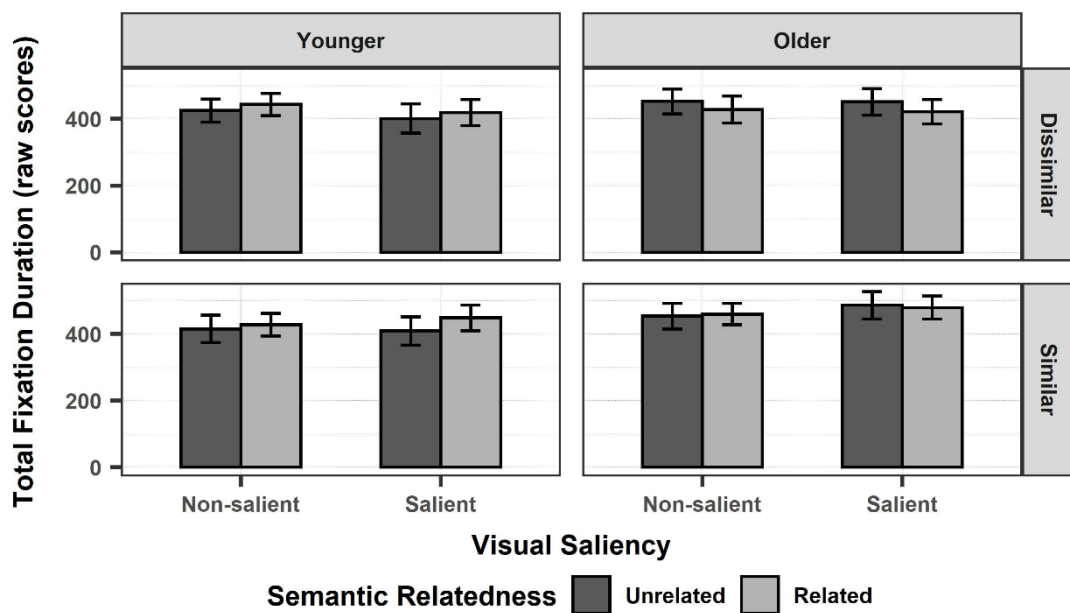 Younger
Older
Total Fixation Duration (raw scores)
400
200
0
Dissimilar
400
200
0
Similar
Non-salient
Salient
Non-salient
Salient
Visual Saliency
Semantic Relatedness Unrelated Related